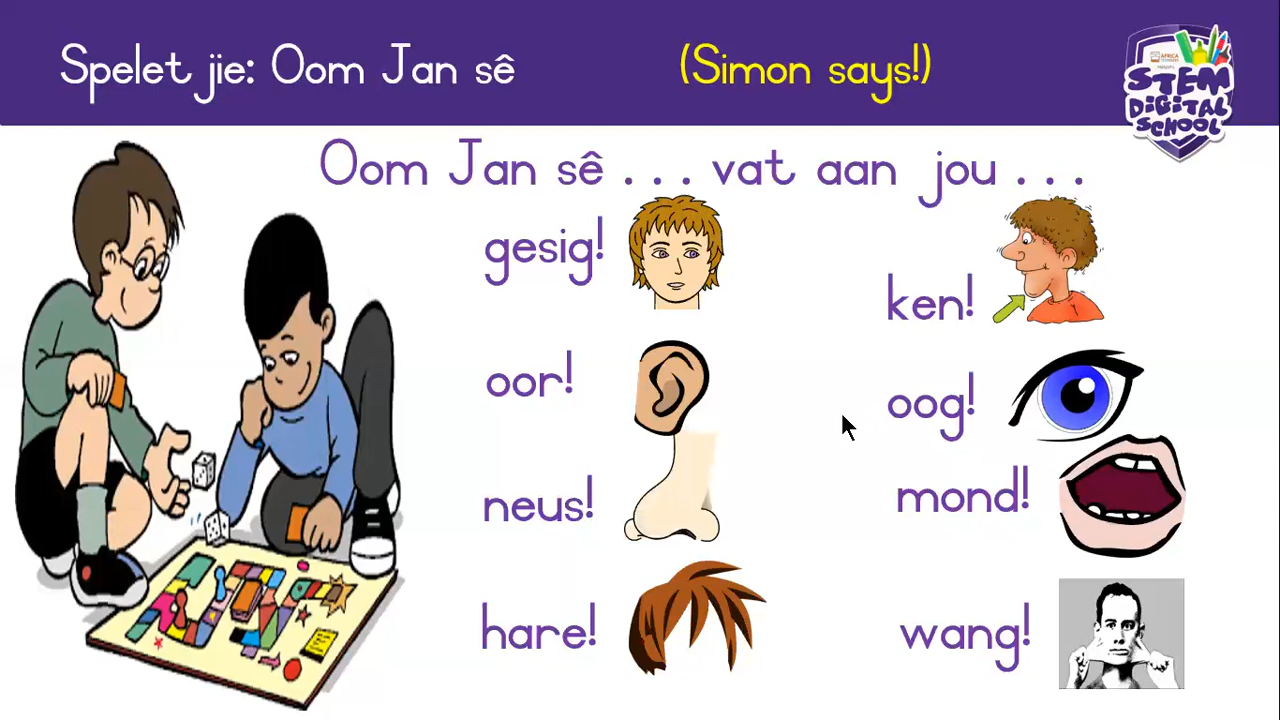 Spelet jie: Oom Jan sê (Simon says!)
STEM
DIGITAL
SCHOOL
Oom Jan sê . . . vat aan jou . . .
gesig!
ken!
oor!
oog!
neus!
mond!
hare!
wang!